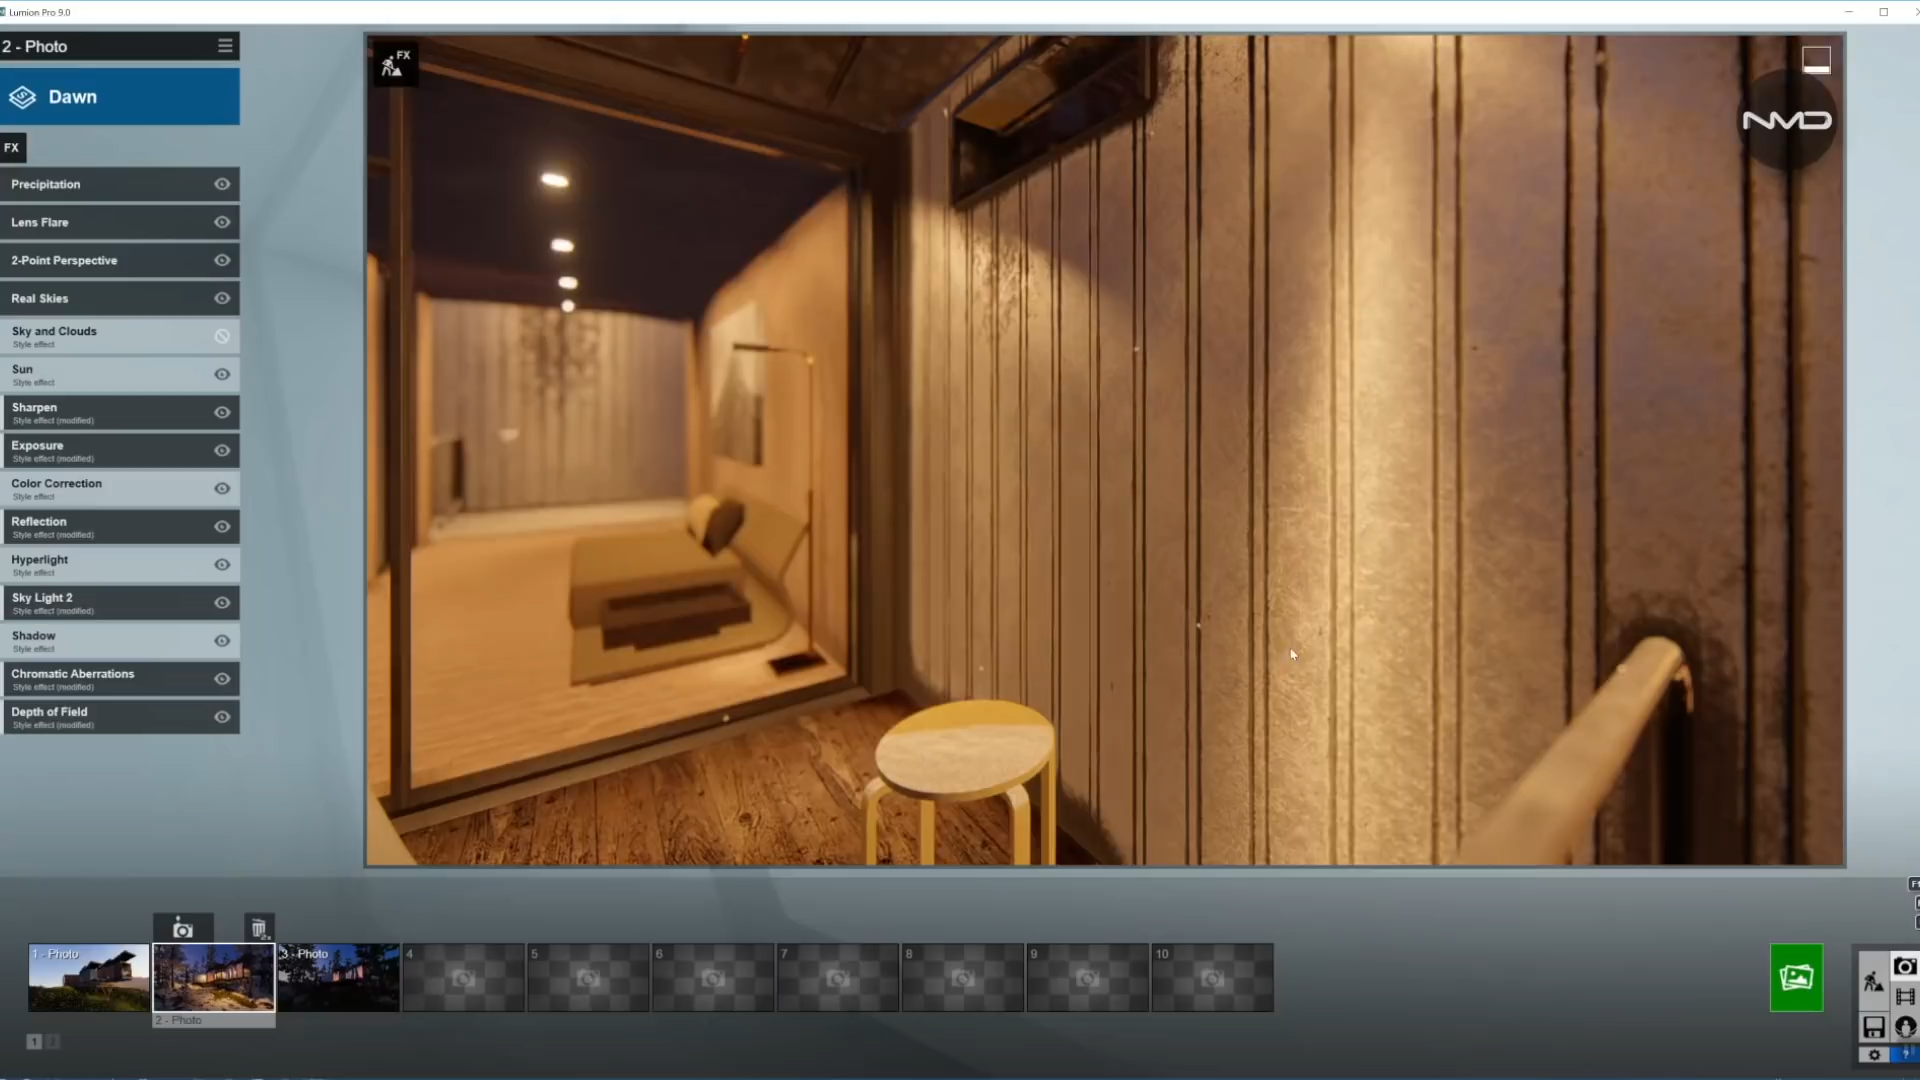 Lumion Pro 9.0
2 - Photo
Dawn
FX
FX
NMD
Precipitation
Lens Flare
2-Point Perspective
Real Skies
Sky and Clouds
Style effect
Sun
Style effect
Sharpen
Style effect (modified)
Exposure
Style effect (modified)
Color Correction
Style effect
Reflection
Style effect (modified)
Hyperlight
Style effect
Sky Light 2
Style effect (modified)
Shadow
Style effect
Chromatic Aberrations
Style effect (modified)
Depth of Field
Style effect (modified)
1 - Photo
3 - Photo
4
5
6
7
8
9
10
2 - Photo
1
?